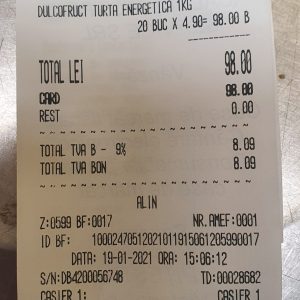 DULCOFRUCT TURTA ENERGETICA 1KG
20 BUC X 4.90= 98.00 B
TOTAL LEI 98.00
CARD 98.00
REST 0.00
TOTAL TVA B - 9% 8.09
TOTAL TVA BON 8.09
ALIN
Z:0599 BF:0017 NR.AMEF:0001
ID BF: 10002470512021011915061205990017
DATA: 19-01-2021 ORA: 15:06:12
S/N:DB4200056748 TD:00028682
CASIER 1: CASIER 1